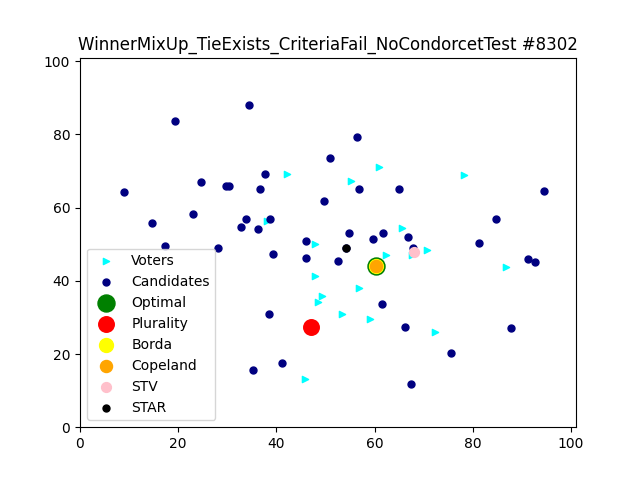 WinnerMixUp_TieExists_CriteriaFail_NoCondorcetTest #8302
100
80
60
40
20
0
0 20 40 60 80 100
Voters
Candidates
Optimal
Plurality
Borda
Copeland
STV
STAR